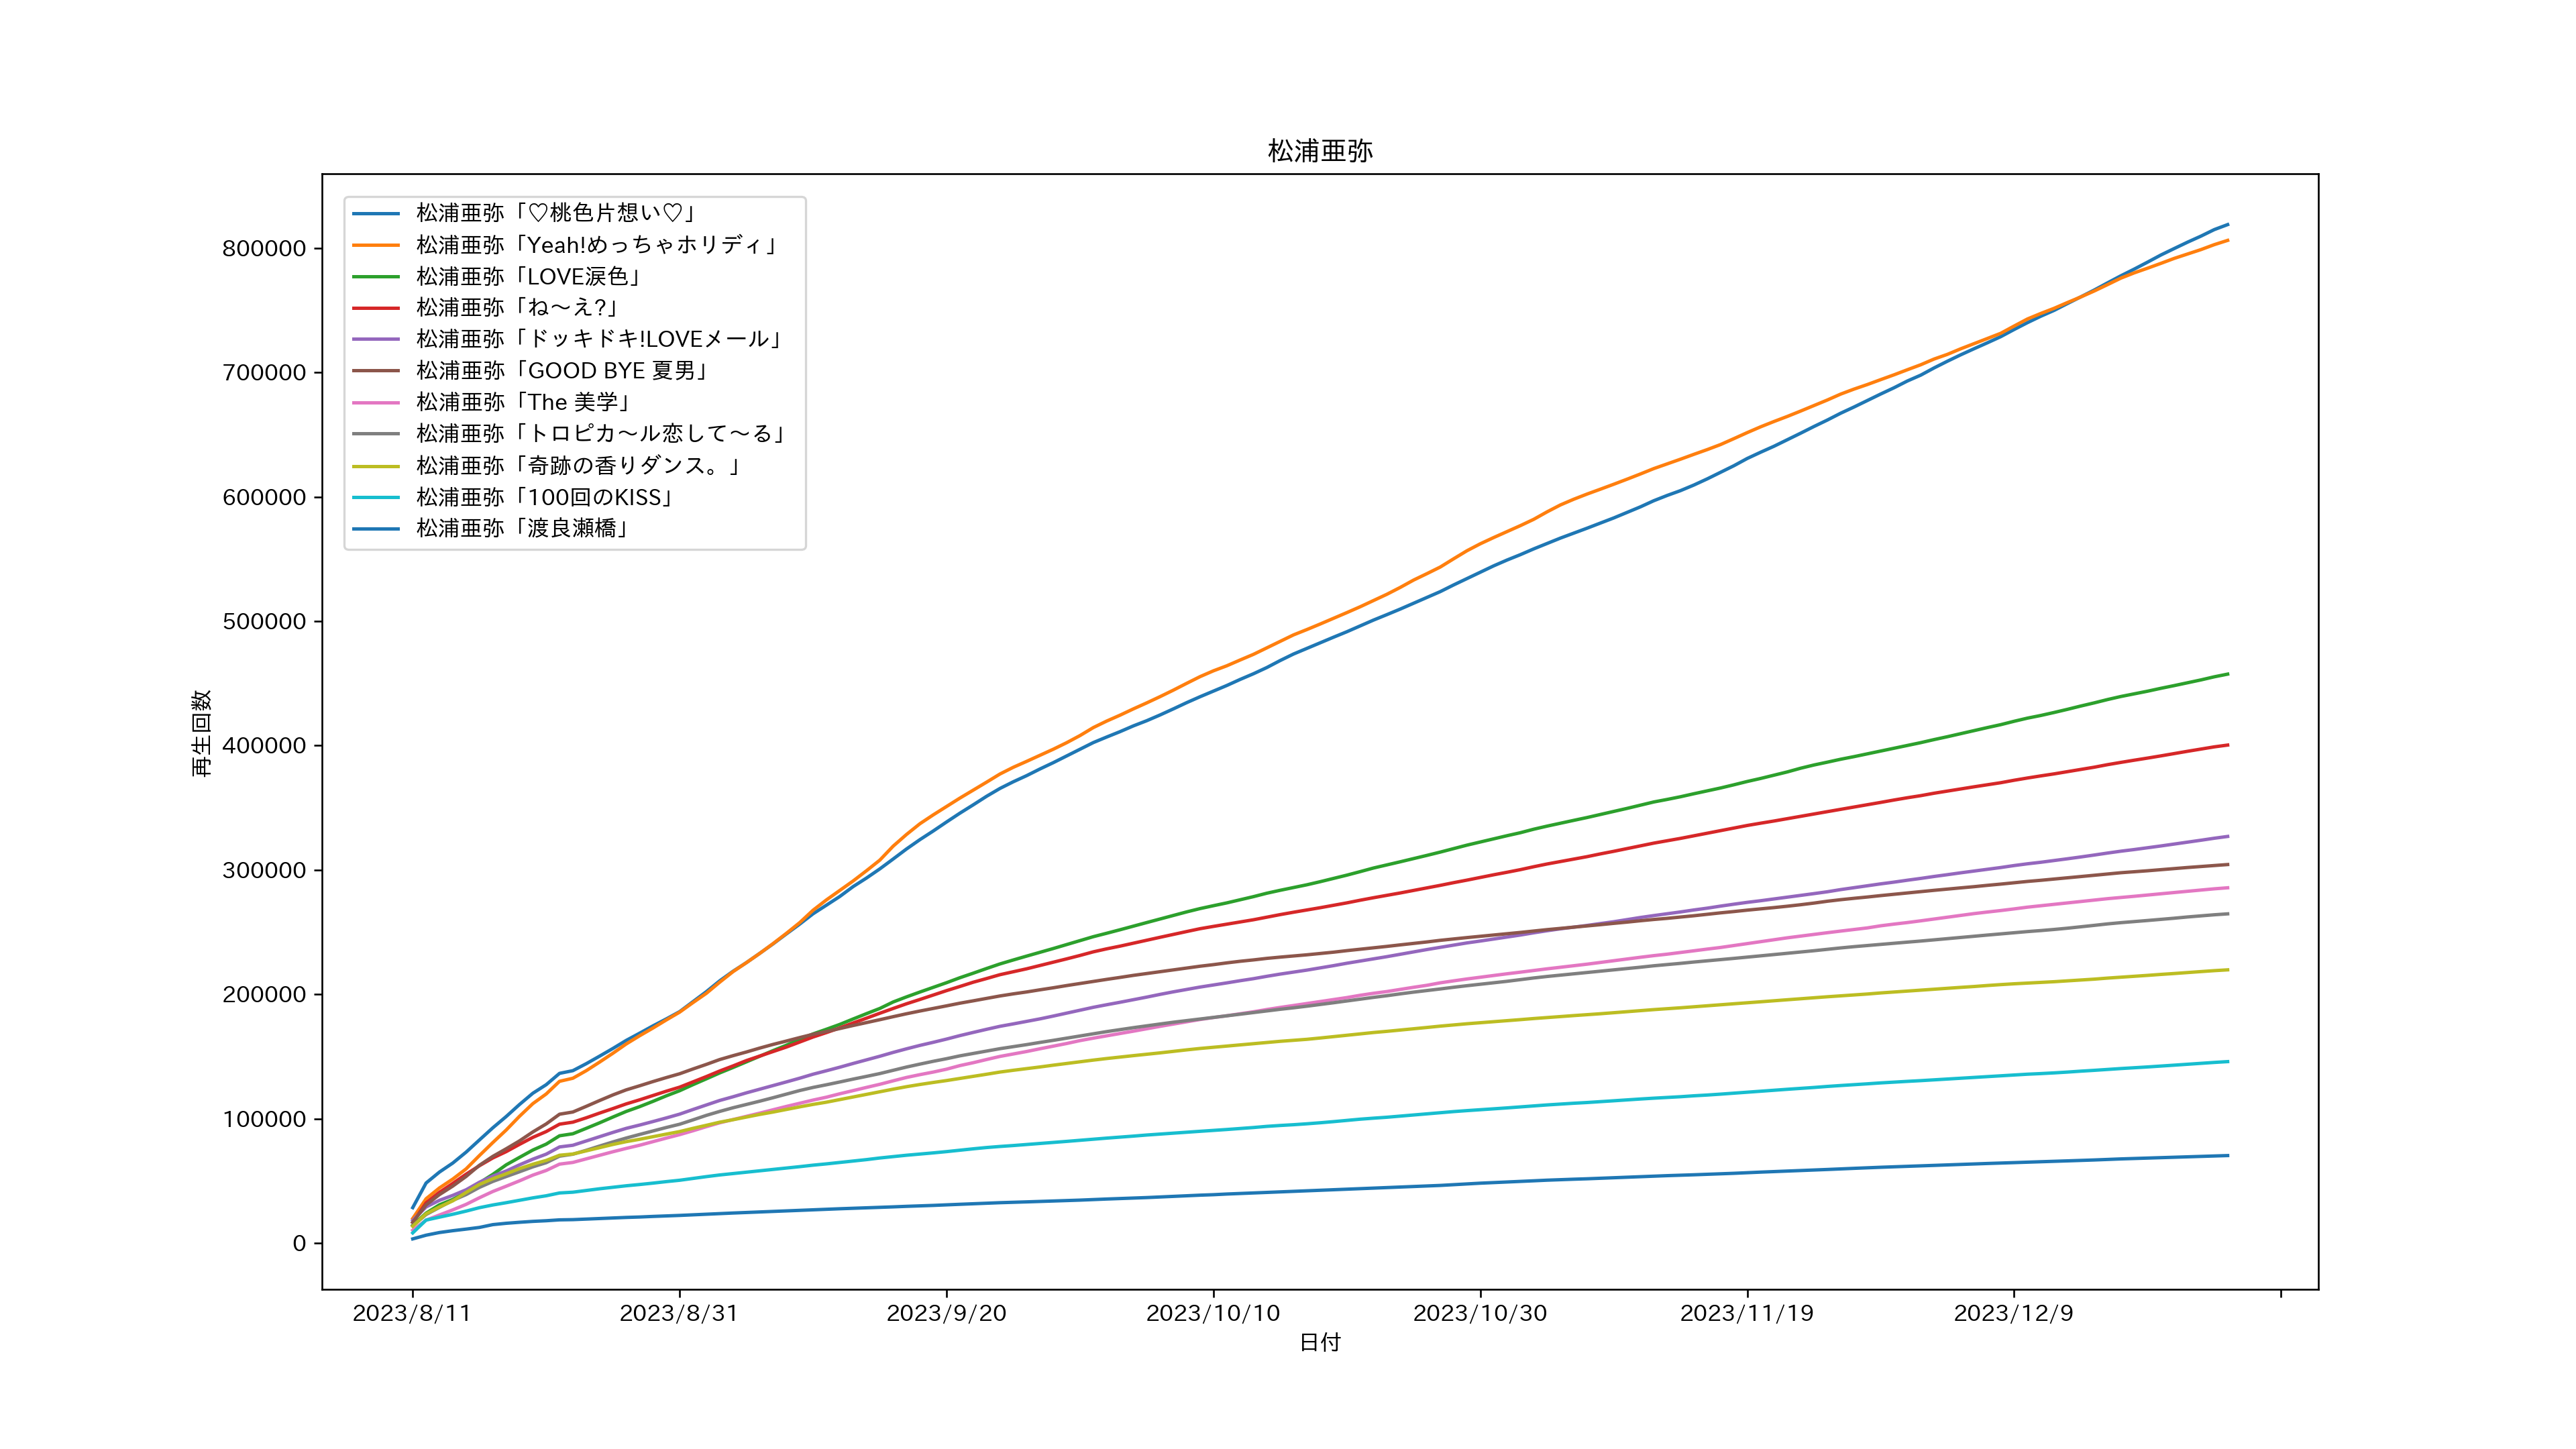 松浦亜弥
松浦亜弥「♡桃色片想い♡」
松浦亜弥「Yeah!めっちゃホリディ」
松浦亜弥「LOVE涙色」
松浦亜弥「ね〜え?」
松浦亜弥「ドッキドキ!LOVEメール」
松浦亜弥「GOOD BYE 夏男」
松浦亜弥「The 美学」
松浦亜弥「トロピカ〜ル恋して〜る」
松浦亜弥「奇跡の香りダンス。」
松浦亜弥「100回のKISS」
松浦亜弥「渡良瀬橋」
再生回数
800000
700000
600000
500000
400000
300000
200000
100000
0
2023/8/11 2023/8/31 2023/9/20 2023/10/10 2023/10/30 2023/11/19 2023/12/9
日付